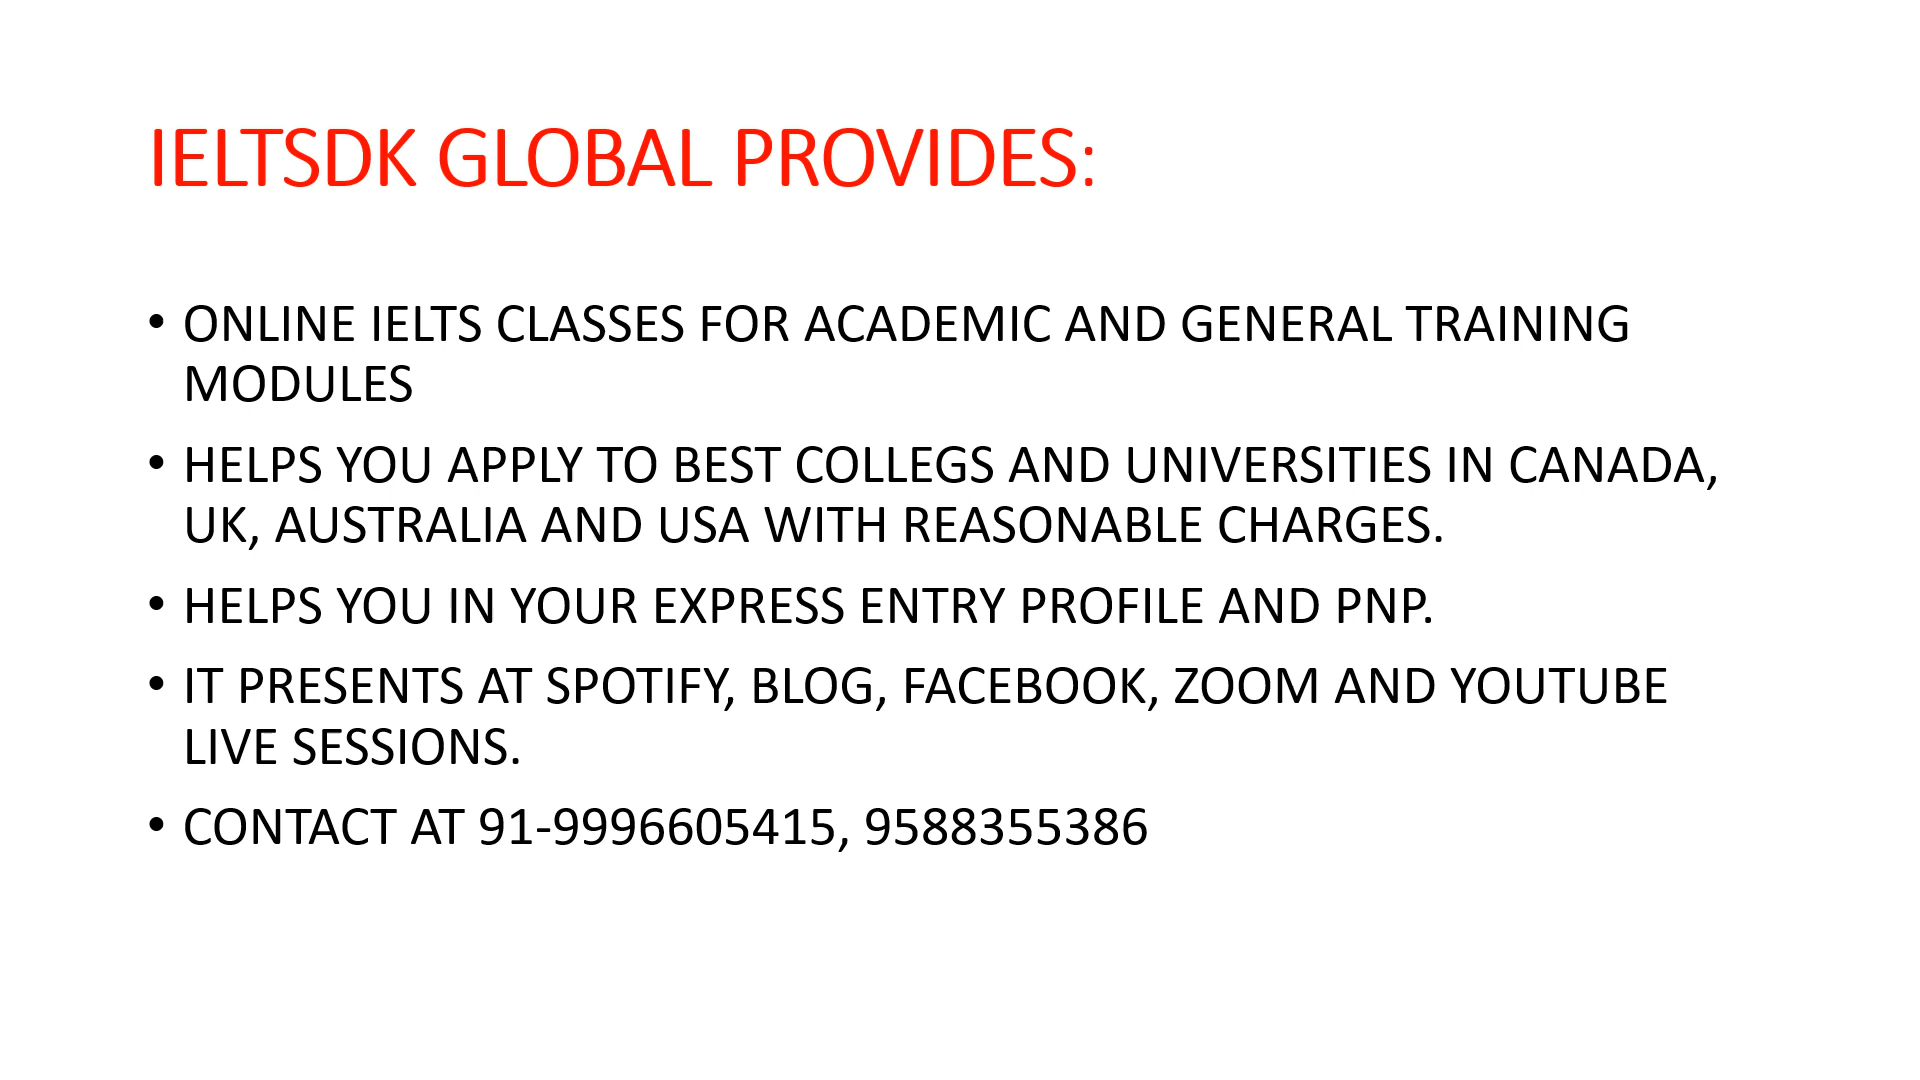 IELTSDK GLOBAL PROVIDES:
• ONLINE IELTS CLASSES FOR ACADEMIC AND GENERAL TRAINING
MODULES
• HELPS YOU APPLY TO BEST COLLEGS AND UNIVERSITIES IN CANADA,
UK, AUSTRALIA AND USA WITH REASONABLE CHARGES.
• HELPS YOU IN YOUR EXPRESS ENTRY PROFILE AND PNP.
• IT PRESENTS AT SPOTIFY, BLOG, FACEBOOK, ZOOM AND YOUTUBE
LIVE SESSIONS.
• CONTACT AT 91-9996605415, 9588355386